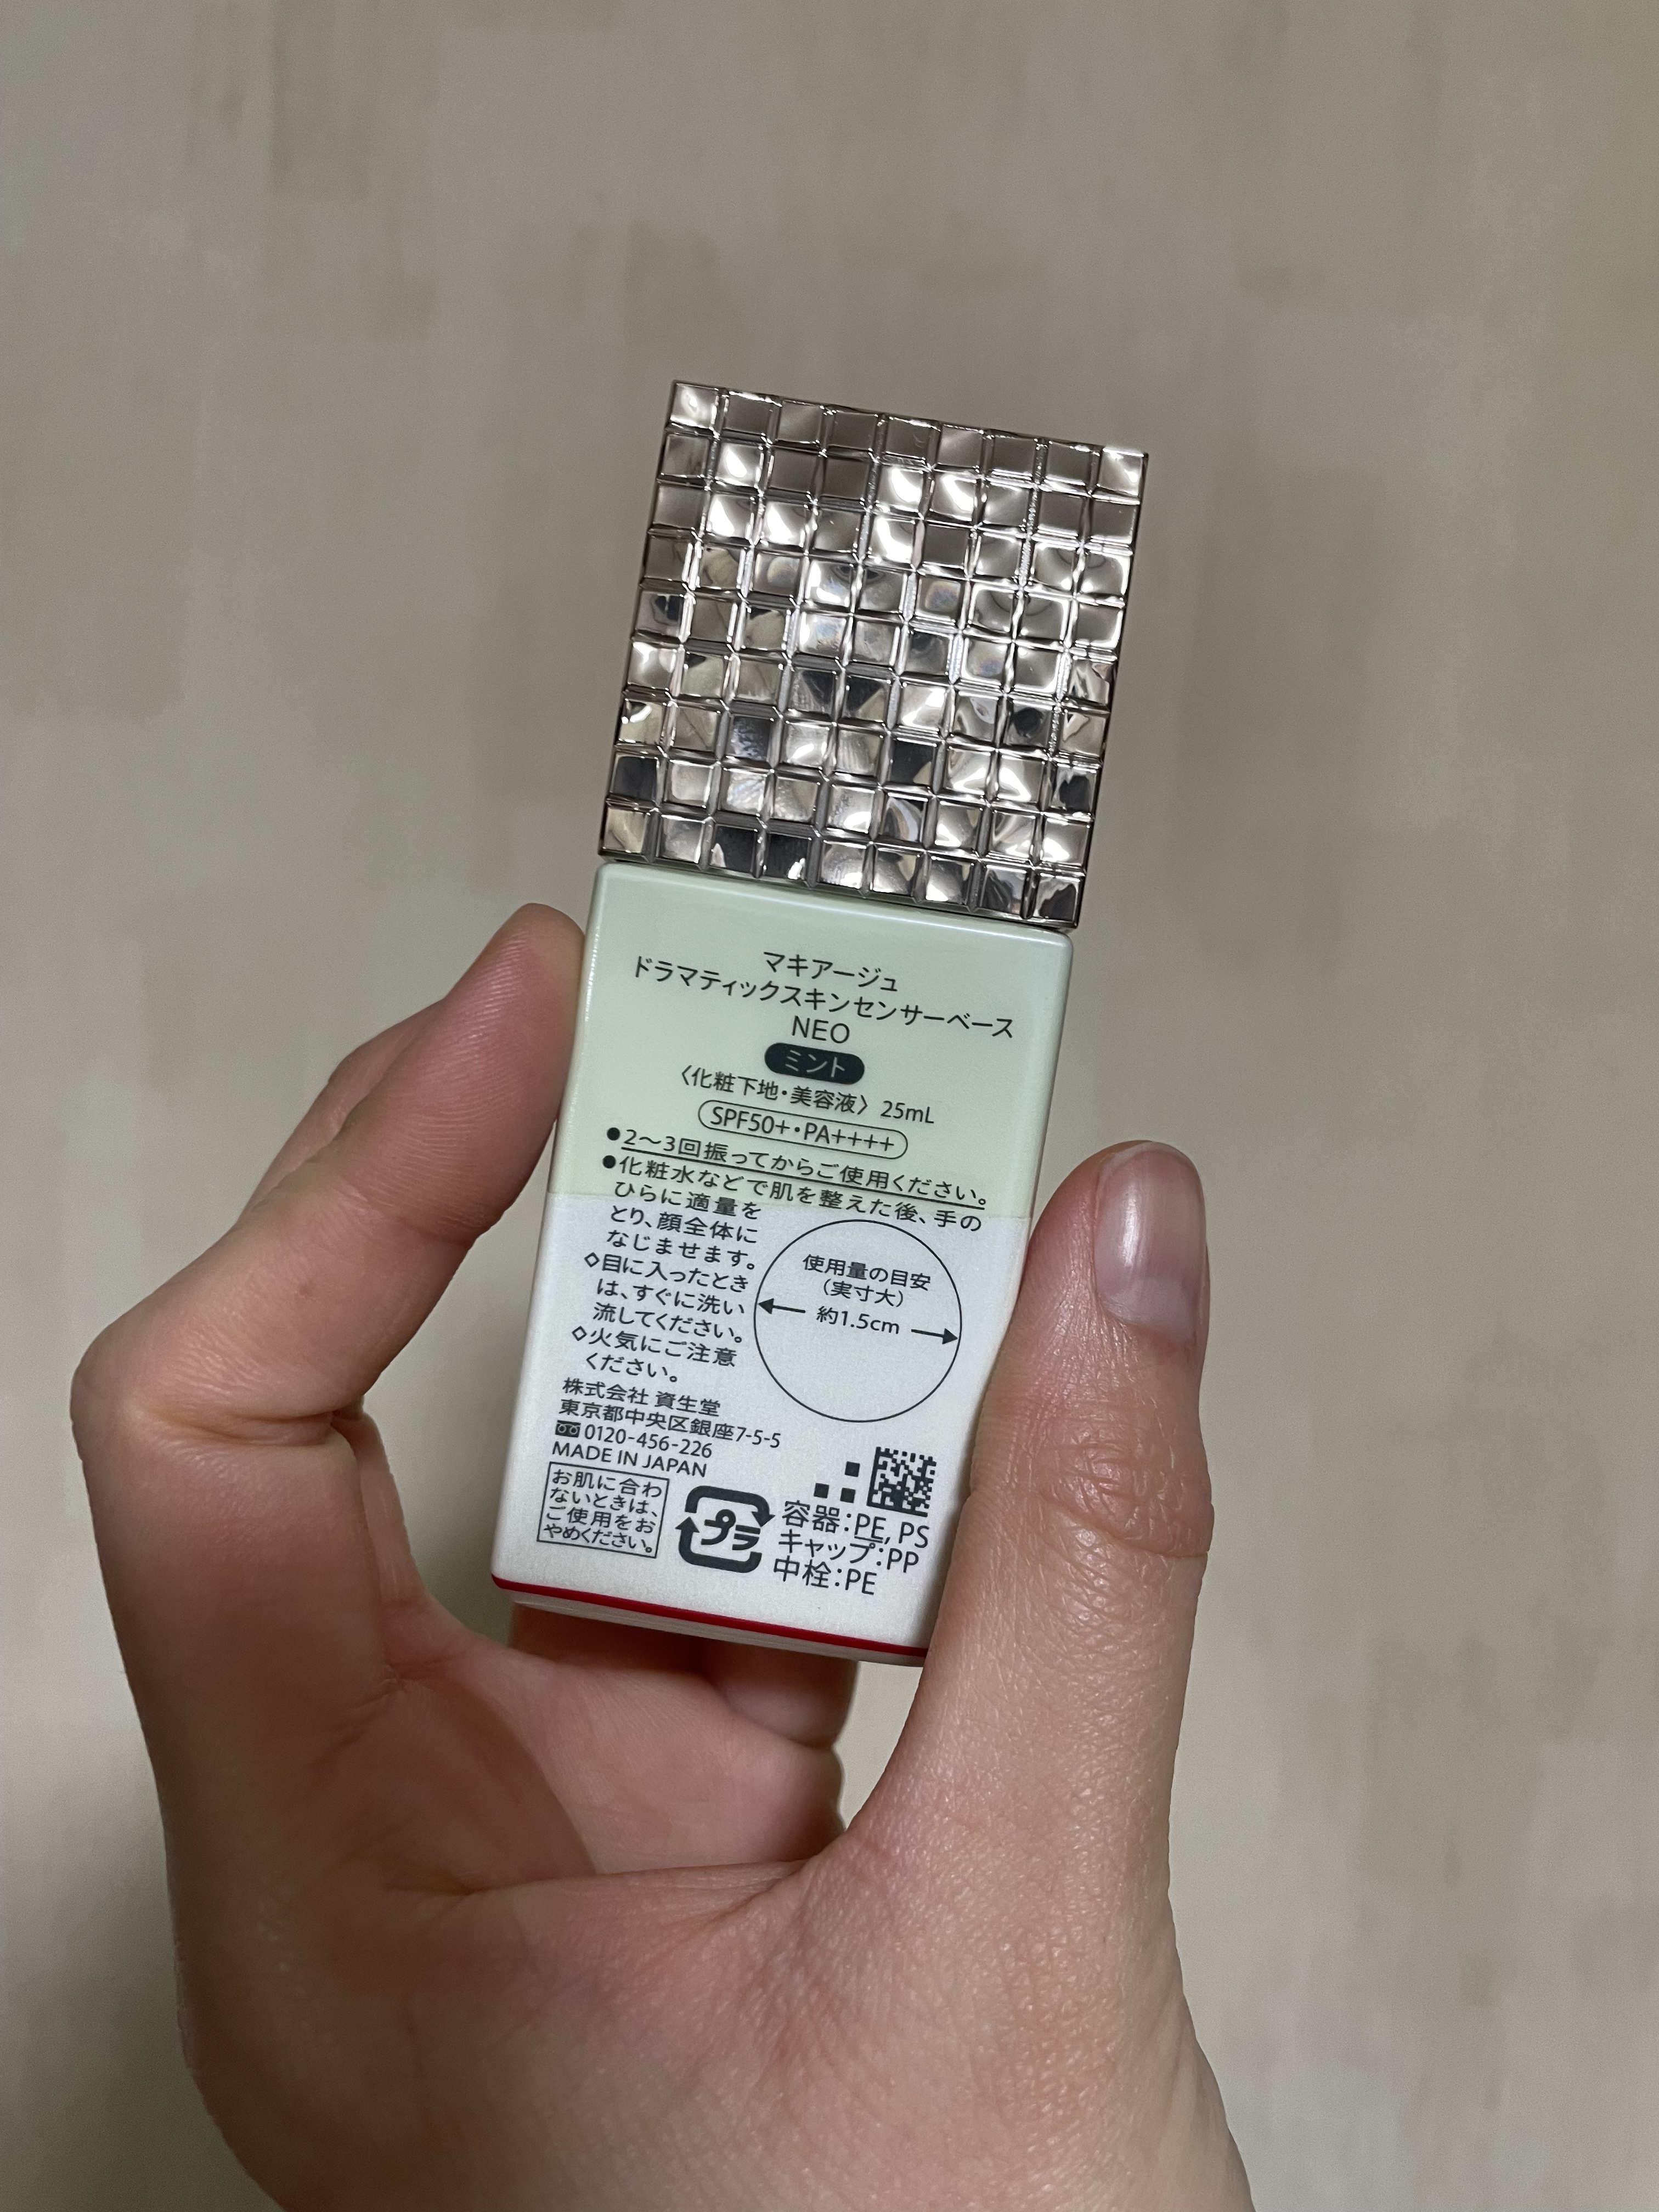 マキアージュ
ドラマティックスキンセンサーベース
NEO
ミント
〈化粧下地・美容液〉 25mL
SPF50+・PA++++
●2〜3回振ってからご使用ください。
●化粧水などで肌を整えた後、手の
ひらに適量を
とり、顔全体に
なじませます。
◇目に入ったとき
は、すぐに洗い
流してください。
◇火気にご注意
ください。
使用量の目安
（実寸大）
約1.5cm
株式会社 資生堂
東京都中央区銀座7-5-5
0120-456-226
MADE IN JAPAN
お肌に合わ
ないときは、
ご使用をお
やめください。
プラ
容器：PE, PS
キャップ：PP
中栓：PE